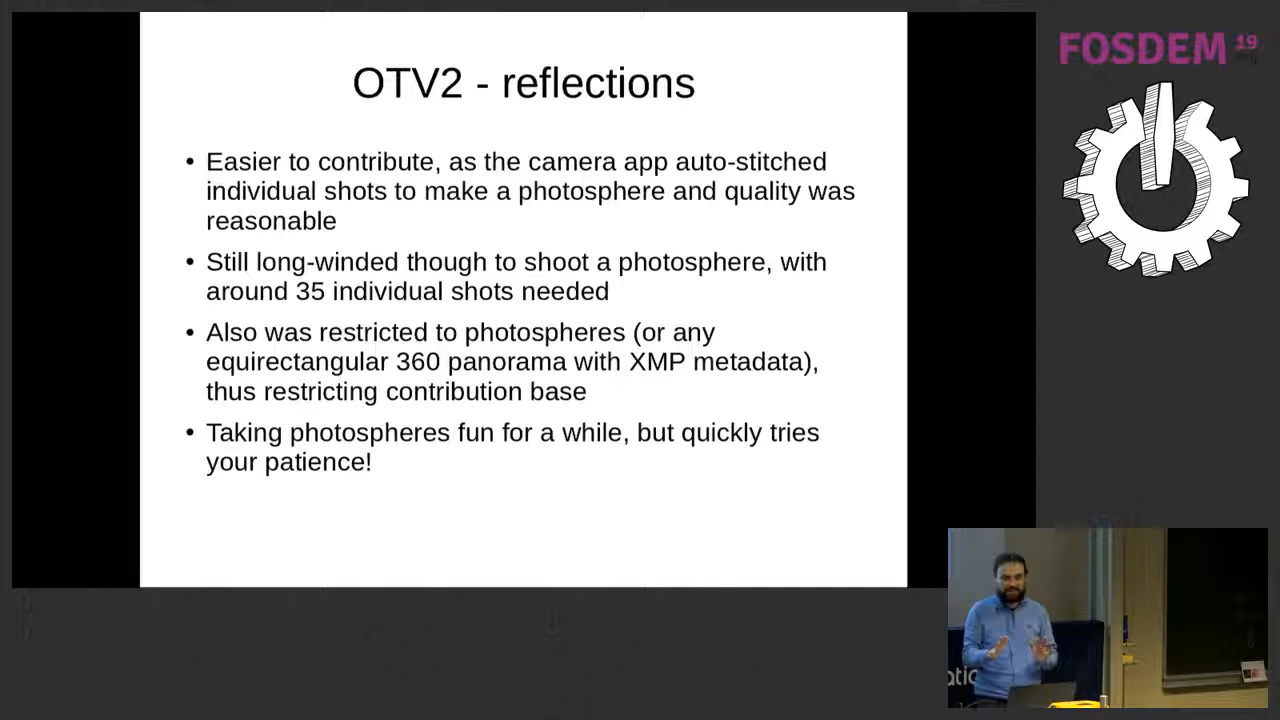 OTV2 - reflections
• Easier to contribute, as the camera app auto-stitched
individual shots to make a photosphere and quality was
reasonable
• Still long-winded though to shoot a photosphere, with
around 35 individual shots needed
• Also was restricted to photospheres (or any
equirectangular 360 panorama with XMP metadata),
thus restricting contribution base
• Taking photospheres fun for a while, but quickly tries
your patience!
FOSDEM 19